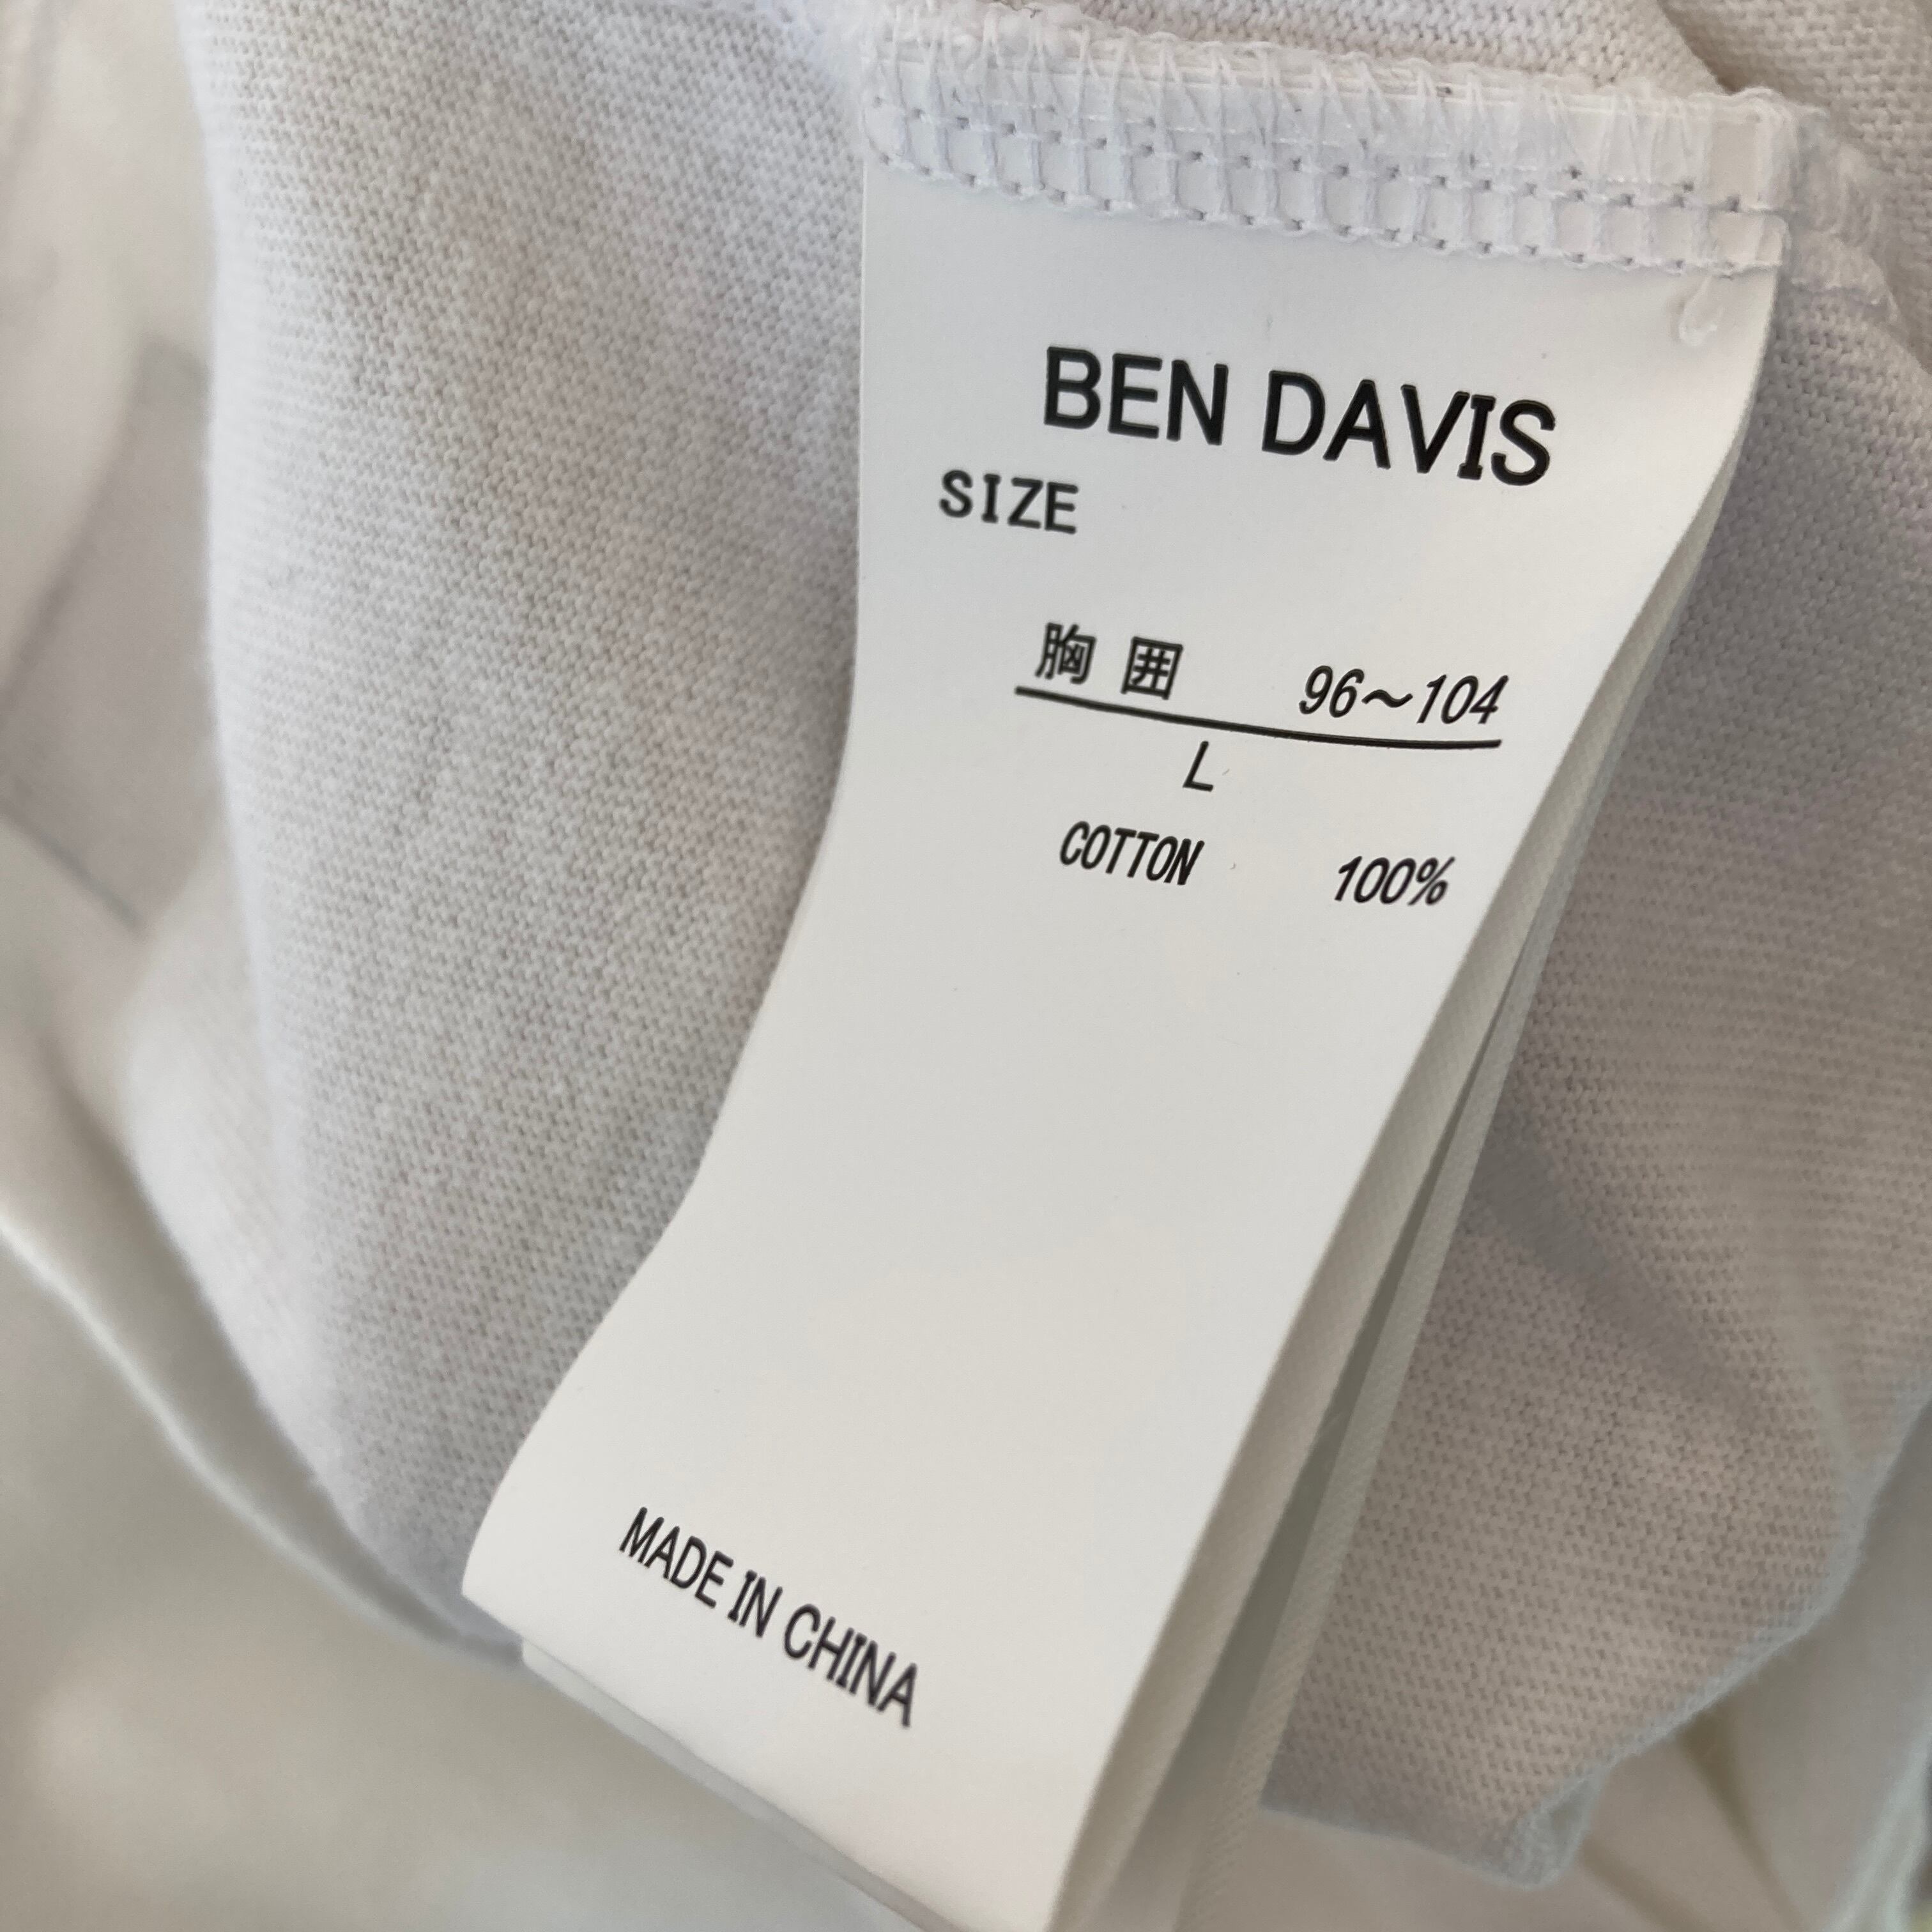 BEN DAVIS
SIZE
胸囲 96~104
L
COTTON 100%
MADE IN CHINA